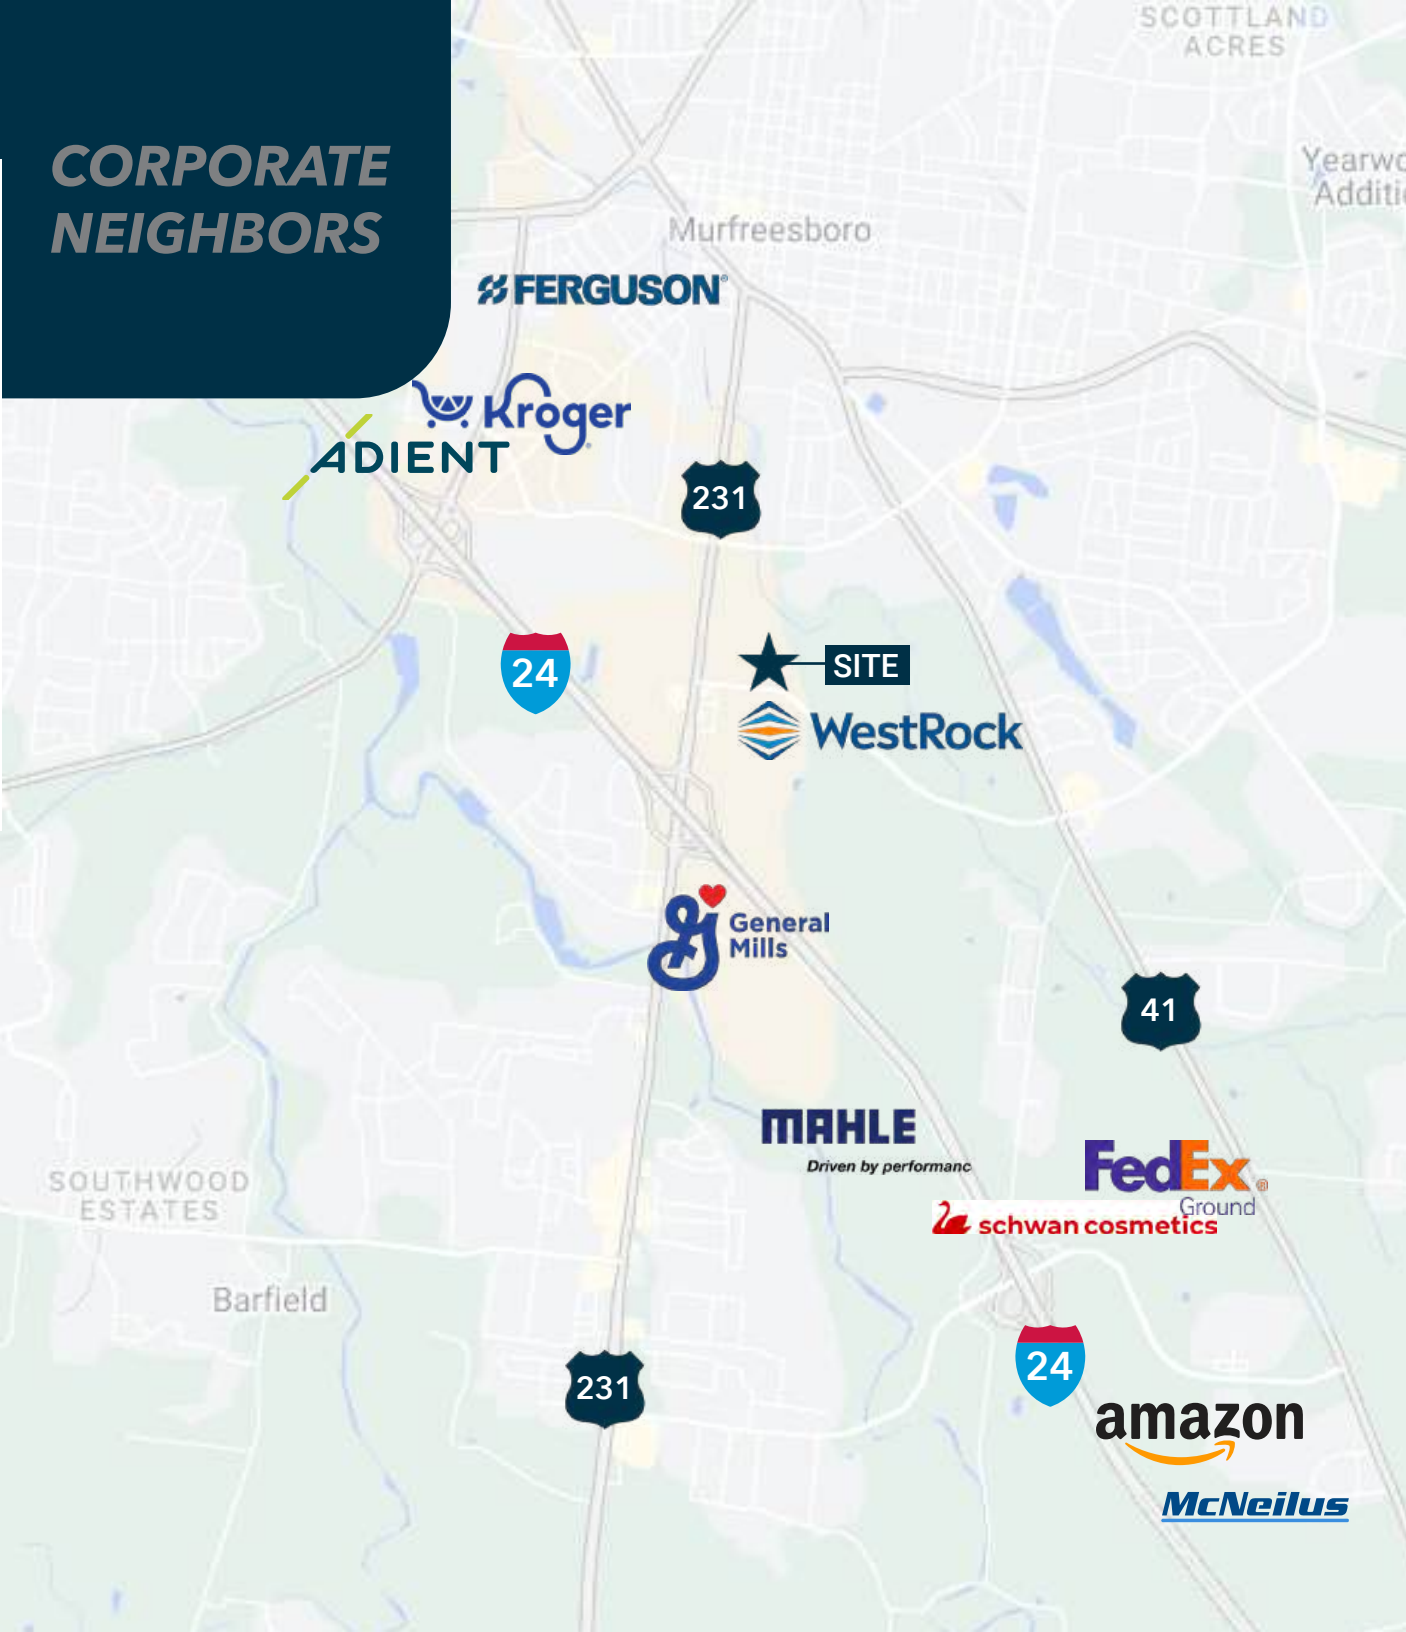 SCOTTLAND
ACRES
CORPORATE
NEIGHBORS
Yearwo
Additi
Murfreesboro
FERGUSON®
Kroger
ADIENT
231
24
SITE
WestRock
General
Mills
41
MAHLE
Driven by performanc
FedEx®
Ground
schwan cosmetics
SOUTHWOOD
ESTATES
Barfield
24
231
amazon
McNeilus